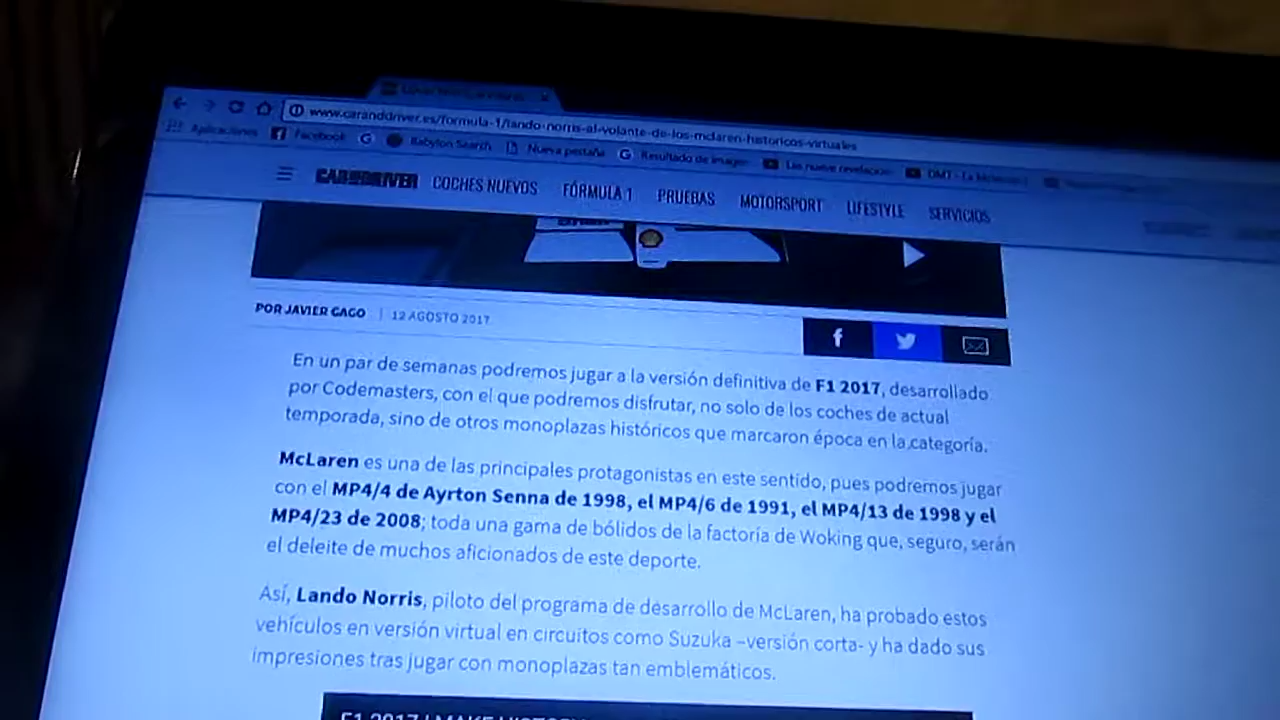 www.caranddriver.es/formula-1/lando-norris-al-volante-de-los-mclaren-historicos-virtuales
Aplicaciones Facebook Babylon Search Nueva pestaña Resultado de imagen
CAR AND DRIVER COCHES NUEVOS FÓRMULA 1 PRUEBAS MOTORSPORT LIFESTYLE SERVICIOS
POR JAVIER GAGO | 12 AGOSTO 2017
En un par de semanas podremos jugar a la versión definitiva de F1 2017, desarrollado
por Codemasters, con el que podremos disfrutar, no solo de los coches de actual
temporada, sino de otros monoplazas históricos que marcaron época en la categoría.
McLaren es una de las principales protagonistas en este sentido, pues podremos jugar
con el MP4/4 de Ayrton Senna de 1998, el MP4/6 de 1991, el MP4/13 de 1998 y el
MP4/23 de 2008; toda una gama de bólidos de la factoría de Woking que, seguro, serán
el deleite de muchos aficionados de este deporte.
Así, Lando Norris, piloto del programa de desarrollo de McLaren, ha probado estos
vehículos en versión virtual en circuitos como Suzuka –versión corta- y ha dado sus
impresiones tras jugar con monoplazas tan emblemáticos.
F1 2017 | MAKE HISTORY